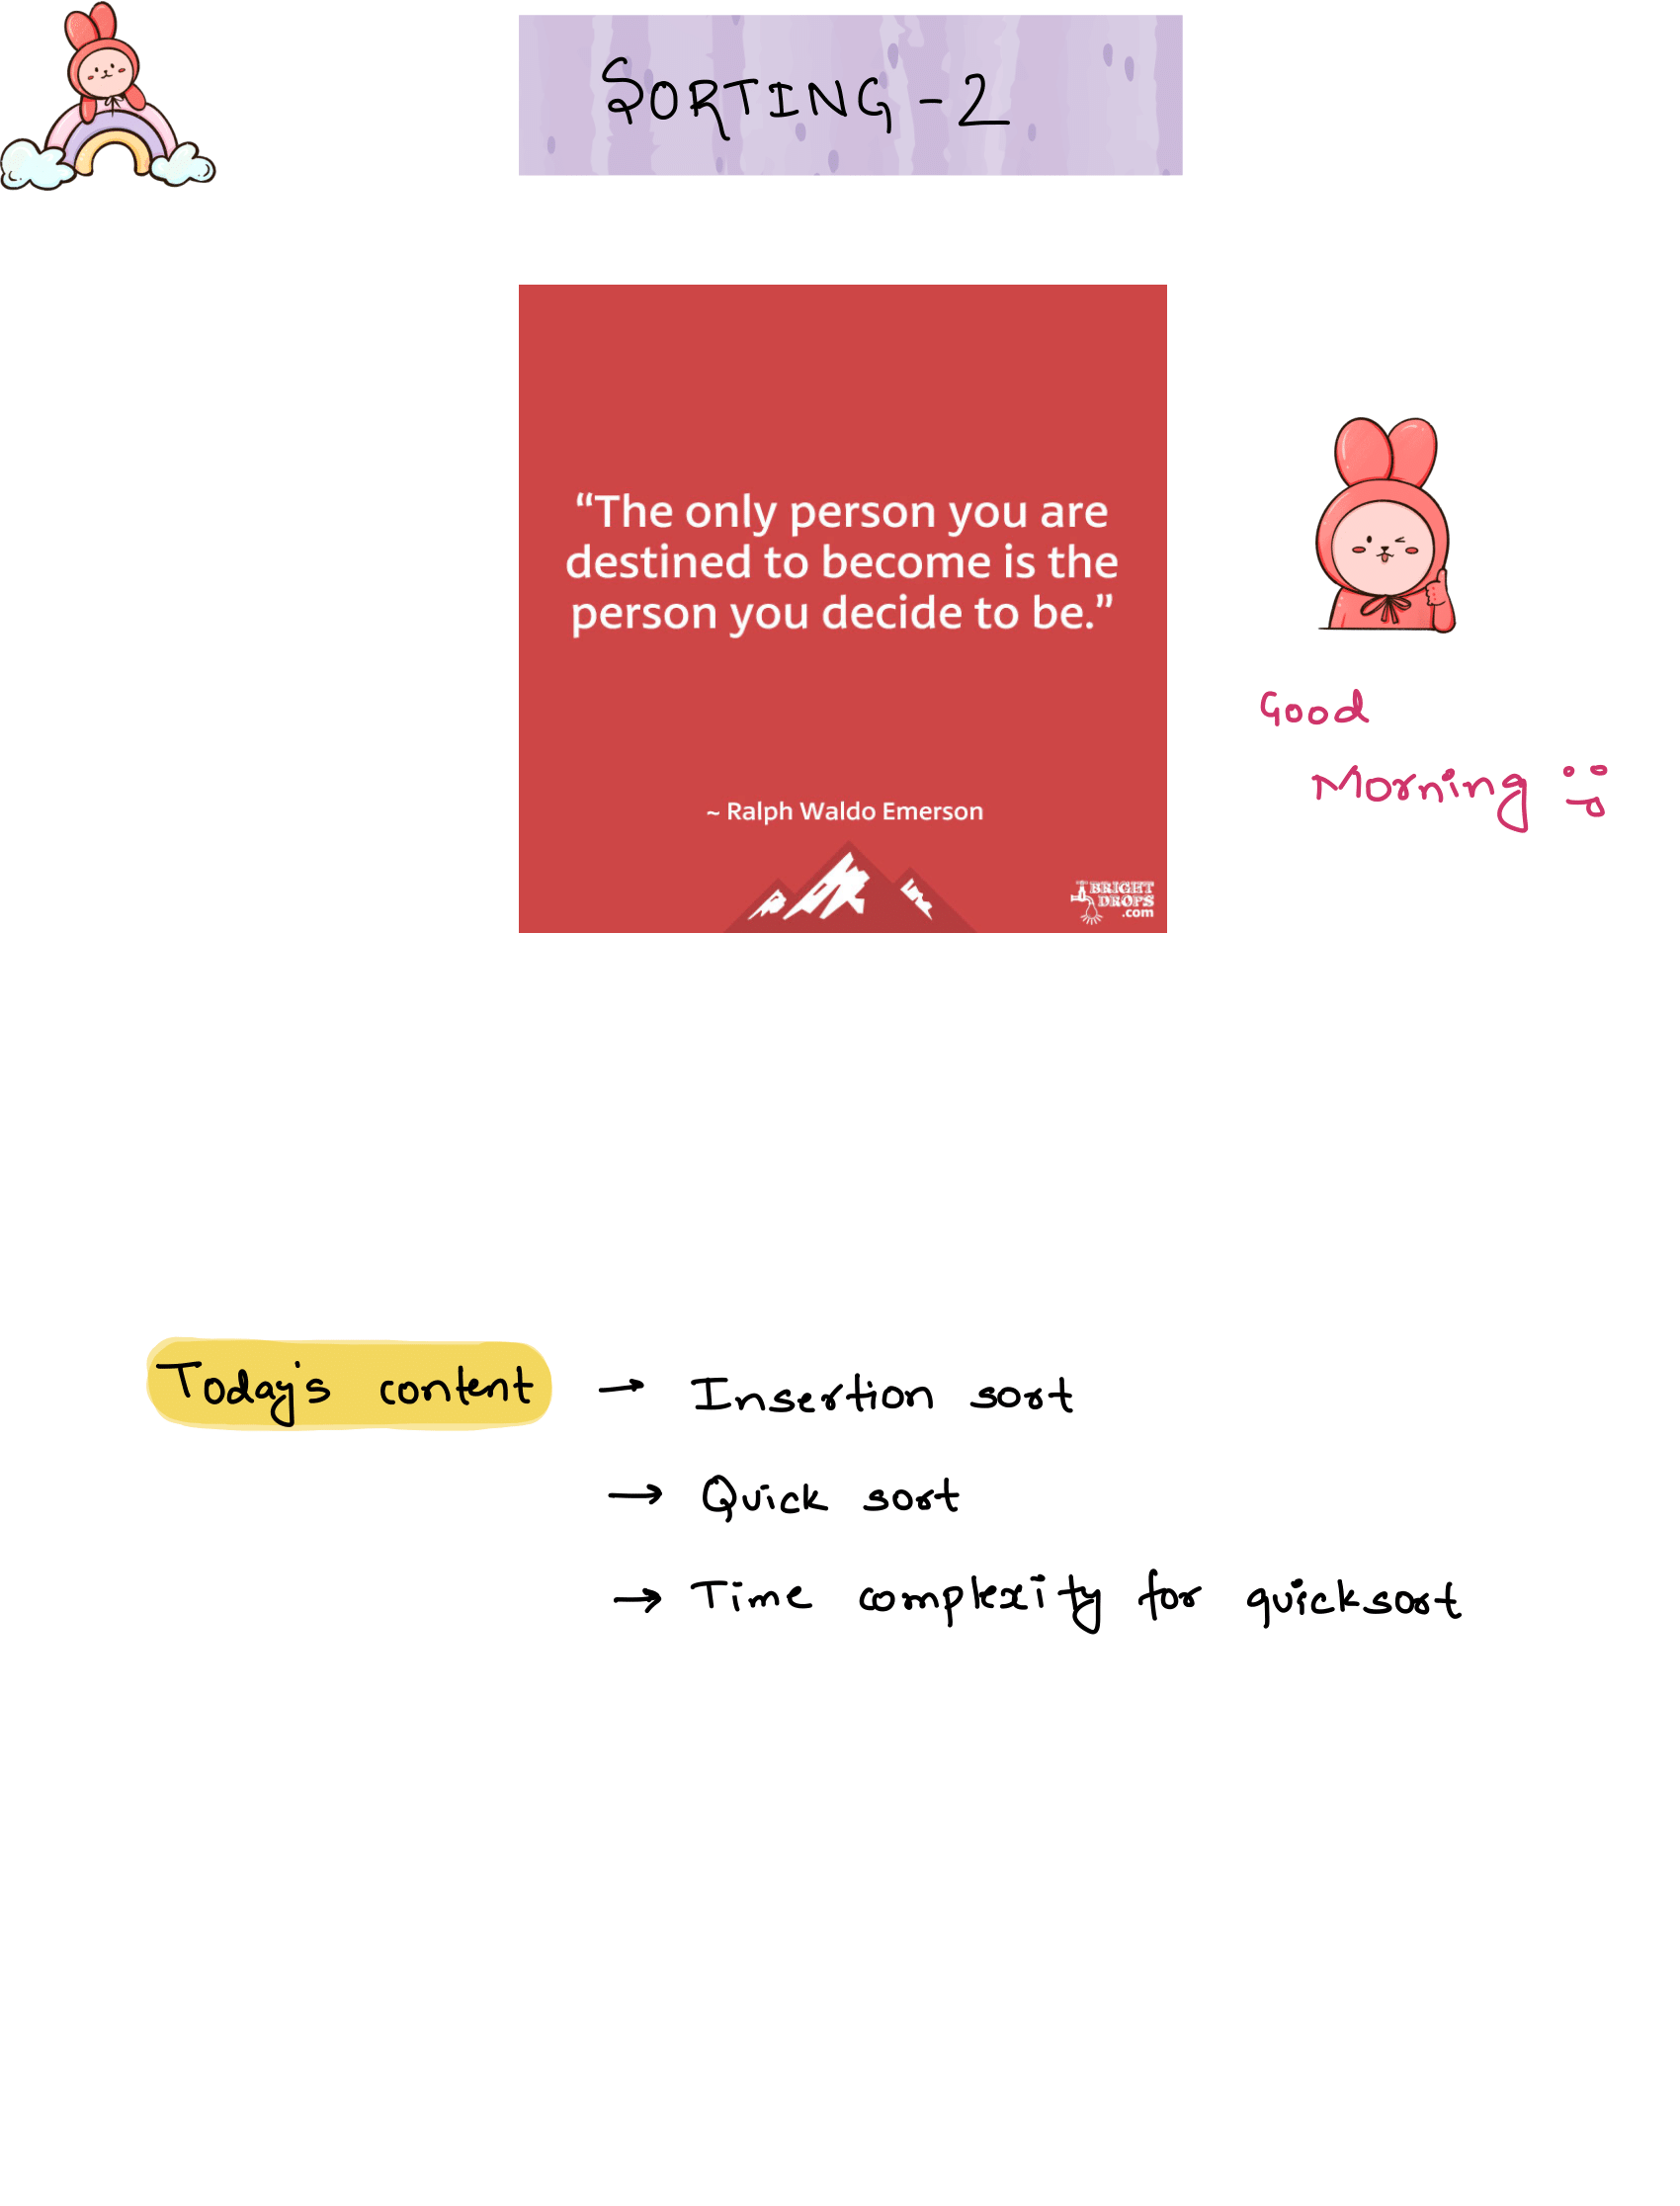 SORTING - 2
“The only person you are
destined to become is the
person you decide to be.”
~ Ralph Waldo Emerson
BRIGHT
DROPS
.com
Good
Morning :)
Today's content → Insertion sort
→ Quick sort
→ Time complexity for quicksort